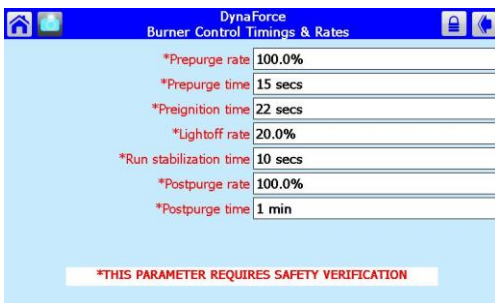 DynaForce
Burner Control Timings & Rates
*Prepurge rate 100.0%
*Prepurge time 15 secs
*Preignition time 22 secs
*Lightoff rate 20.0%
*Run stabilization time 10 secs
*Postpurge rate 100.0%
*Postpurge time 1 min
*THIS PARAMETER REQUIRES SAFETY VERIFICATION